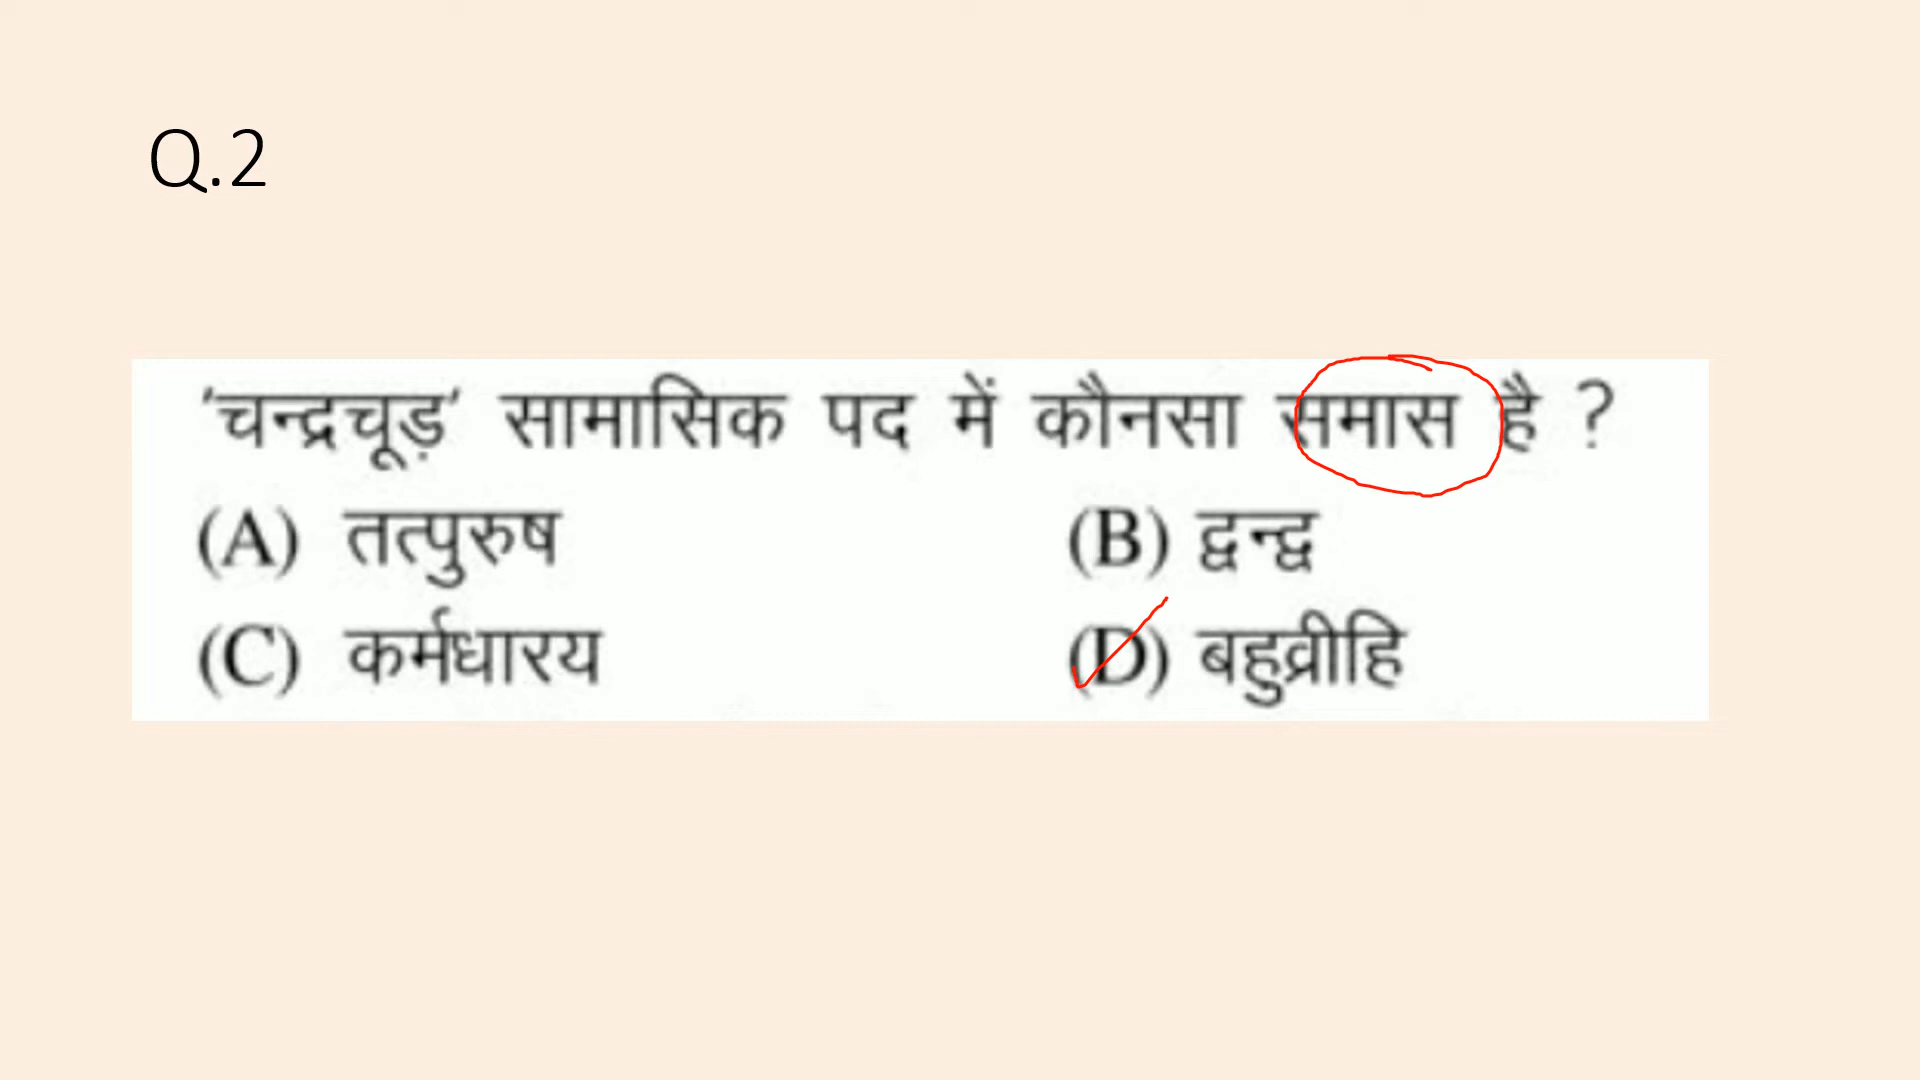 Q.2
'चन्द्रचूड़' सामासिक पद में कौनसा समास है ?
(A) तत्पुरुष (B) द्वन्द्व
(C) कर्मधारय (D) बहुव्रीहि